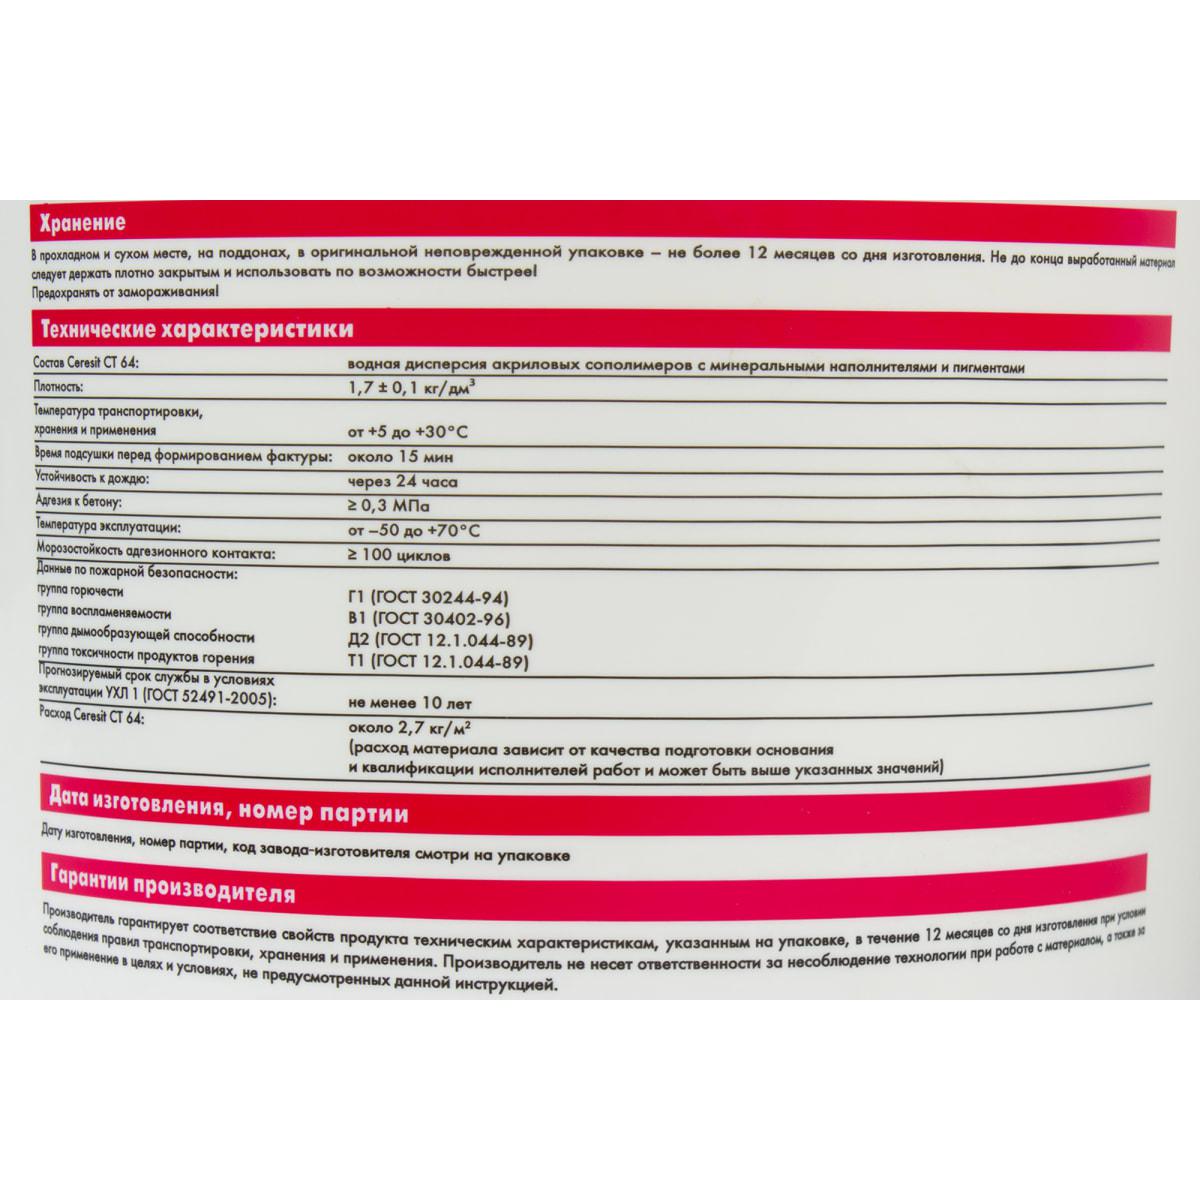 Хранение
В прохладном и сухом месте, на поддонах, в оригинальной неповрежденной упаковке – не более 12 месяцев со дня изготовления. Не до конца выработанный материал
следует держать плотно закрытым и использовать по возможности быстрее!
Предохранять от замораживания!
Технические характеристики
Состав Ceresit CT 64: водная дисперсия акриловых сополимеров с минеральными наполнителями и пигментами
Плотность: 1,7 ± 0,1 кг/дм³
Температура транспортировки,
хранения и применения от +5 до +30°C
Время подсушки перед формированием фактуры: около 15 мин
Устойчивость к дождю: через 24 часа
Адгезия к бетону: ≥ 0,3 МПа
Температура эксплуатации: от –50 до +70°C
Морозостойкость адгезионного контакта: ≥ 100 циклов
Данные по пожарной безопасности:
группа горючести Г1 (ГОСТ 30244-94)
группа воспламеняемости В1 (ГОСТ 30402-96)
группа дымообразующей способности Д2 (ГОСТ 12.1.044-89)
группа токсичности продуктов горения Т1 (ГОСТ 12.1.044-89)
Прогнозируемый срок службы в условиях
эксплуатации УХЛ 1 (ГОСТ 52491-2005): не менее 10 лет
Расход Ceresit CT 64: около 2,7 кг/м²
(расход материала зависит от качества подготовки основания
и квалификации исполнителей работ и может быть выше указанных значений)
Дата изготовления, номер партии
Дату изготовления, номер партии, код завода-изготовителя смотри на упаковке
Гарантии производителя
Производитель гарантирует соответствие свойств продукта техническим характеристикам, указанным на упаковке, в течение 12 месяцев со дня изготовления при условии
соблюдения правил транспортировки, хранения и применения. Производитель не несет ответственности за несоблюдение технологии при работе с материалом, а также за
его применение в целях и условиях, не предусмотренных данной инструкцией.